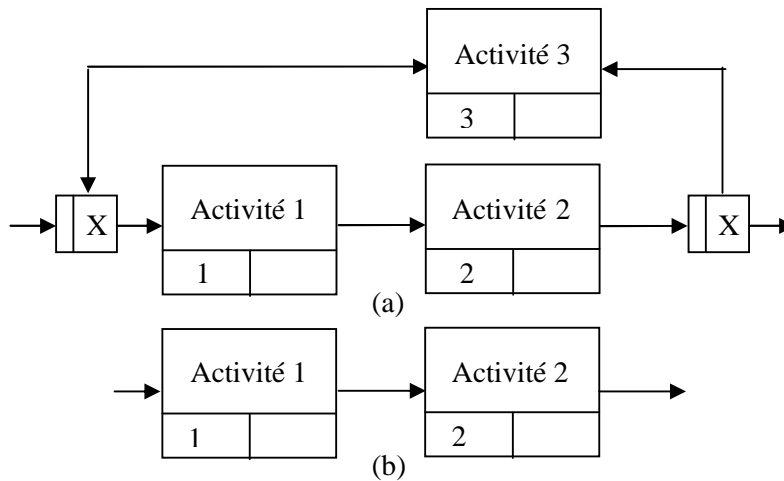 Activité 3
3
X
Activité 1
Activité 2
X
1
2
(a)
Activité 1
Activité 2
1
2
(b)